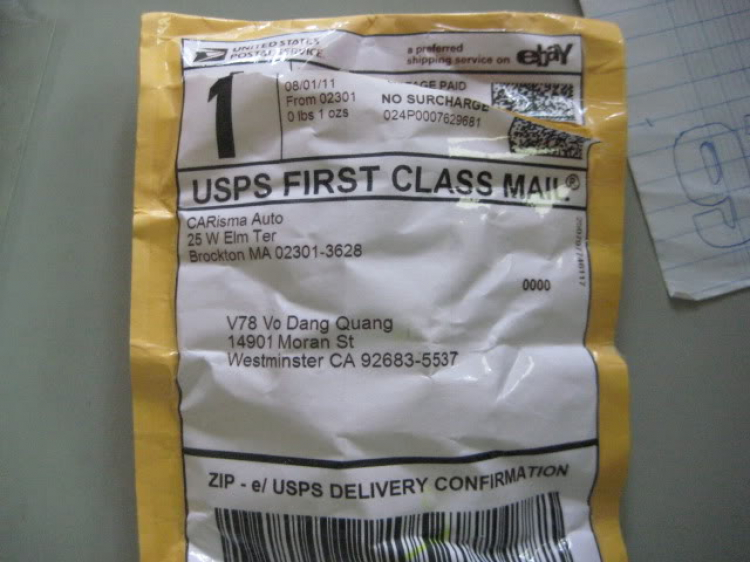 UNITED STATES
POSTAL SERVICE
a preferred
shipping service on
ebay
1
08/01/11
From 02301
0 lbs 1 ozs
PAID
NO SURCHARGE
024P0007629681
USPS FIRST CLASS MAIL®
CARisma Auto
25 W Elm Ter
Brockton MA 02301-3628
0000
V78 Vo Dang Quang
14901 Moran St
Westminster CA 92683-5537
ZIP - e/ USPS DELIVERY CONFIRMATION